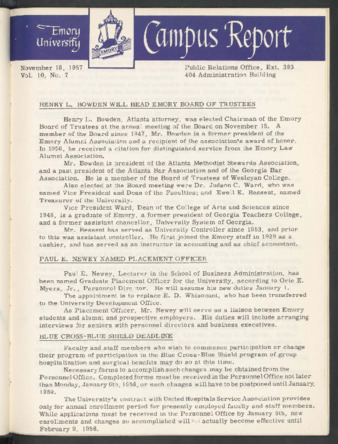 Emory
University
EMORY
Campus Report
November 18, 1957
Vol. 10, No. 7
Public Relations Office, Ext. 393
404 Administration Building
HENRY L. BOWDEN WILL HEAD EMORY BOARD OF TRUSTEES
Henry L. Bowden, Atlanta attorney, was elected Chairman of the Emory
Board of Trustees at the annual meeting of the Board on November 15. A
member of the Board since 1947, Mr. Bowden is a former president of the
Emory Alumni Association and a recipient of the association's award of honor.
In 1956, he received a citation for distinguished service from the Emory Law
Alumni Association.
Mr. Bowden is president of the Atlanta Methodist Stewards Association,
and a past president of the Atlanta Bar Association and of the Georgia Bar
Association. He is a member of the Board of Trustees of Wesleyan College.
Also elected at the Board meeting were Dr. Judson C. Ward, who was
named Vice President and Dean of the Faculties; and Ewell K. Bessent, named
Treasurer of the University.
Vice President Ward, Dean of the College of Arts and Sciences since
1948, is a graduate of Emory, a former president of Georgia Teachers College,
and a former assistant chancellor, University System of Georgia.
Mr. Bessent has served as University Controller since 1953, and prior
to this was assistant controller. He first joined the Emory staff in 1929 as a
cashier, and has served as an instructor in accounting and as chief accountant.
PAUL E. NEWEY NAMED PLACEMENT OFFICER
Paul E. Newey, Lecturer in the School of Business Administration, has
been named Graduate Placement Officer for the University, according to Orie E.
Myers, Jr., Personnel Director. He will assume his new duties January 1.
The appointment is to replace E. D. Whisonant, who has been transferred
to the University Development Office.
As Placement Officer, Mr. Newey will serve as a liaison between Emory
students and alumni and prospective employers. His duties will include arranging
interviews for seniors with personnel directors and business executives.
BLUE CROSS-BLUE SHIELD DEADLINE
Faculty and staff members who wish to commence participation or change
their program of participation in the Blue Cross-Blue Shield program of group
hospitalization and surgical benefits may do so at this time.
Necessary forms to accomplish such changes may be obtained from the
Personnel Office. Completed forms must be received in the Personnel Office not later
than Monday, January 6th, 1958, or such changes will have to be postponed until January,
1959.
The University's contract with United Hospitals Service Association provides
only for annual enrollment period for presently employed faculty and staff members.
While applications must be received in the Personnel Office by January 6th, new
enrollments and changes so accomplished will actually become effective until
February 9, 1958.